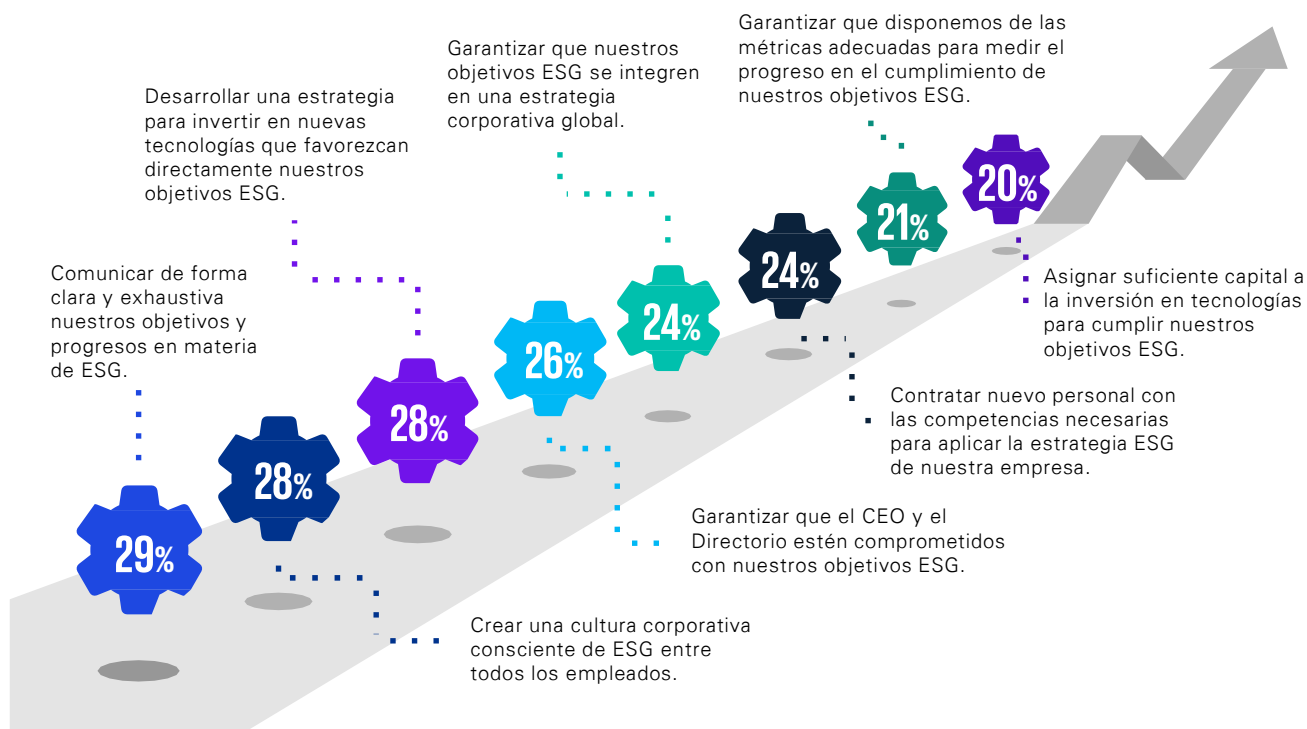 Comunicar de forma
clara y exhaustiva
nuestros objetivos y
progresos en materia
de ESG.
29%
Crear una cultura corporativa
consciente de ESG entre
todos los empleados.
28%
Desarrollar una estrategia
para invertir en nuevas
tecnologías que favorezcan
directamente nuestros
objetivos ESG.
28%
Garantizar que el CEO y el
Directorio estén comprometidos
con nuestros objetivos ESG.
26%
Garantizar que nuestros
objetivos ESG se integren
en una estrategia
corporativa global.
24%
Contratar nuevo personal con
las competencias necesarias
para aplicar la estrategia ESG
de nuestra empresa.
24%
Garantizar que disponemos de las
métricas adecuadas para medir el
progreso en el cumplimiento de
nuestros objetivos ESG.
21%
Asignar suficiente capital a
la inversión en tecnologías
para cumplir nuestros
objetivos ESG.
20%